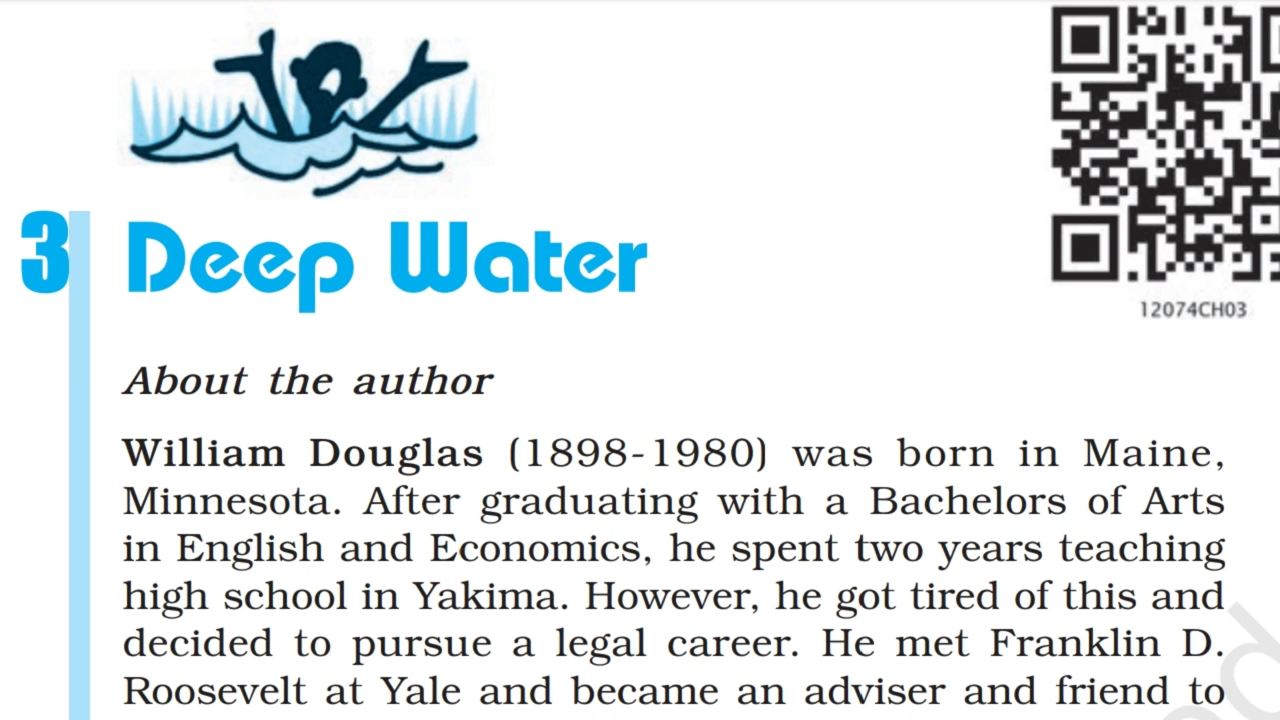 3 Deep Water
12074CH03
About the author
William Douglas (1898-1980) was born in Maine,
Minnesota. After graduating with a Bachelors of Arts
in English and Economics, he spent two years teaching
high school in Yakima. However, he got tired of this and
decided to pursue a legal career. He met Franklin D.
Roosevelt at Yale and became an adviser and friend to